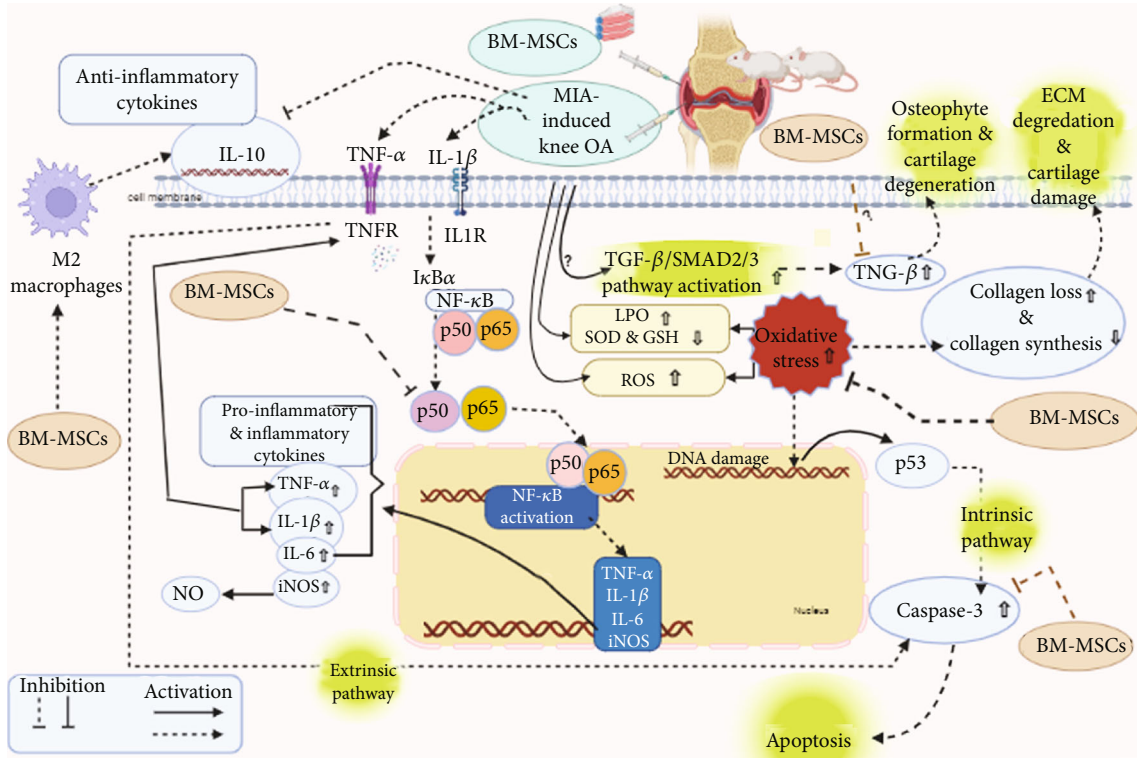 BM-MSCs
Anti-inflammatory
cytokines
IL-10
MIA-
induced
knee OA
BM-MSCs
Osteophyte
formation &
cartilage
degeneration
ECM
degredation
&
cartilage
damage
TNF-α
IL-1β
cell membrane
TNFR
IL1R
M2
macrophages
?
?
TGF-β/SMAD2/3
pathway activation ⇧
TNG-β⇧
IκBα
NF-κB
p50
p65
BM-MSCs
LPO ⇧
SOD & GSH ⇩
ROS ⇧
Oxidative
stress⇧
Collagen loss⇧
&
collagen synthesis⇩
p50
p65
BM-MSCs
Pro-inflammatory
& inflammatory
cytokines
TNF-α⇧
IL-1β⇧
IL-6⇧
iNOS⇧
NO
BM-MSCs
p50
p65
NF-κB
activation
DNA damage
p53
Intrinsic
pathway
TNF-α
IL-1β
IL-6
iNOS
Nucleus
Caspase-3 ⇧
BM-MSCs
Extrinsic
pathway
Inhibition
Activation
Apoptosis